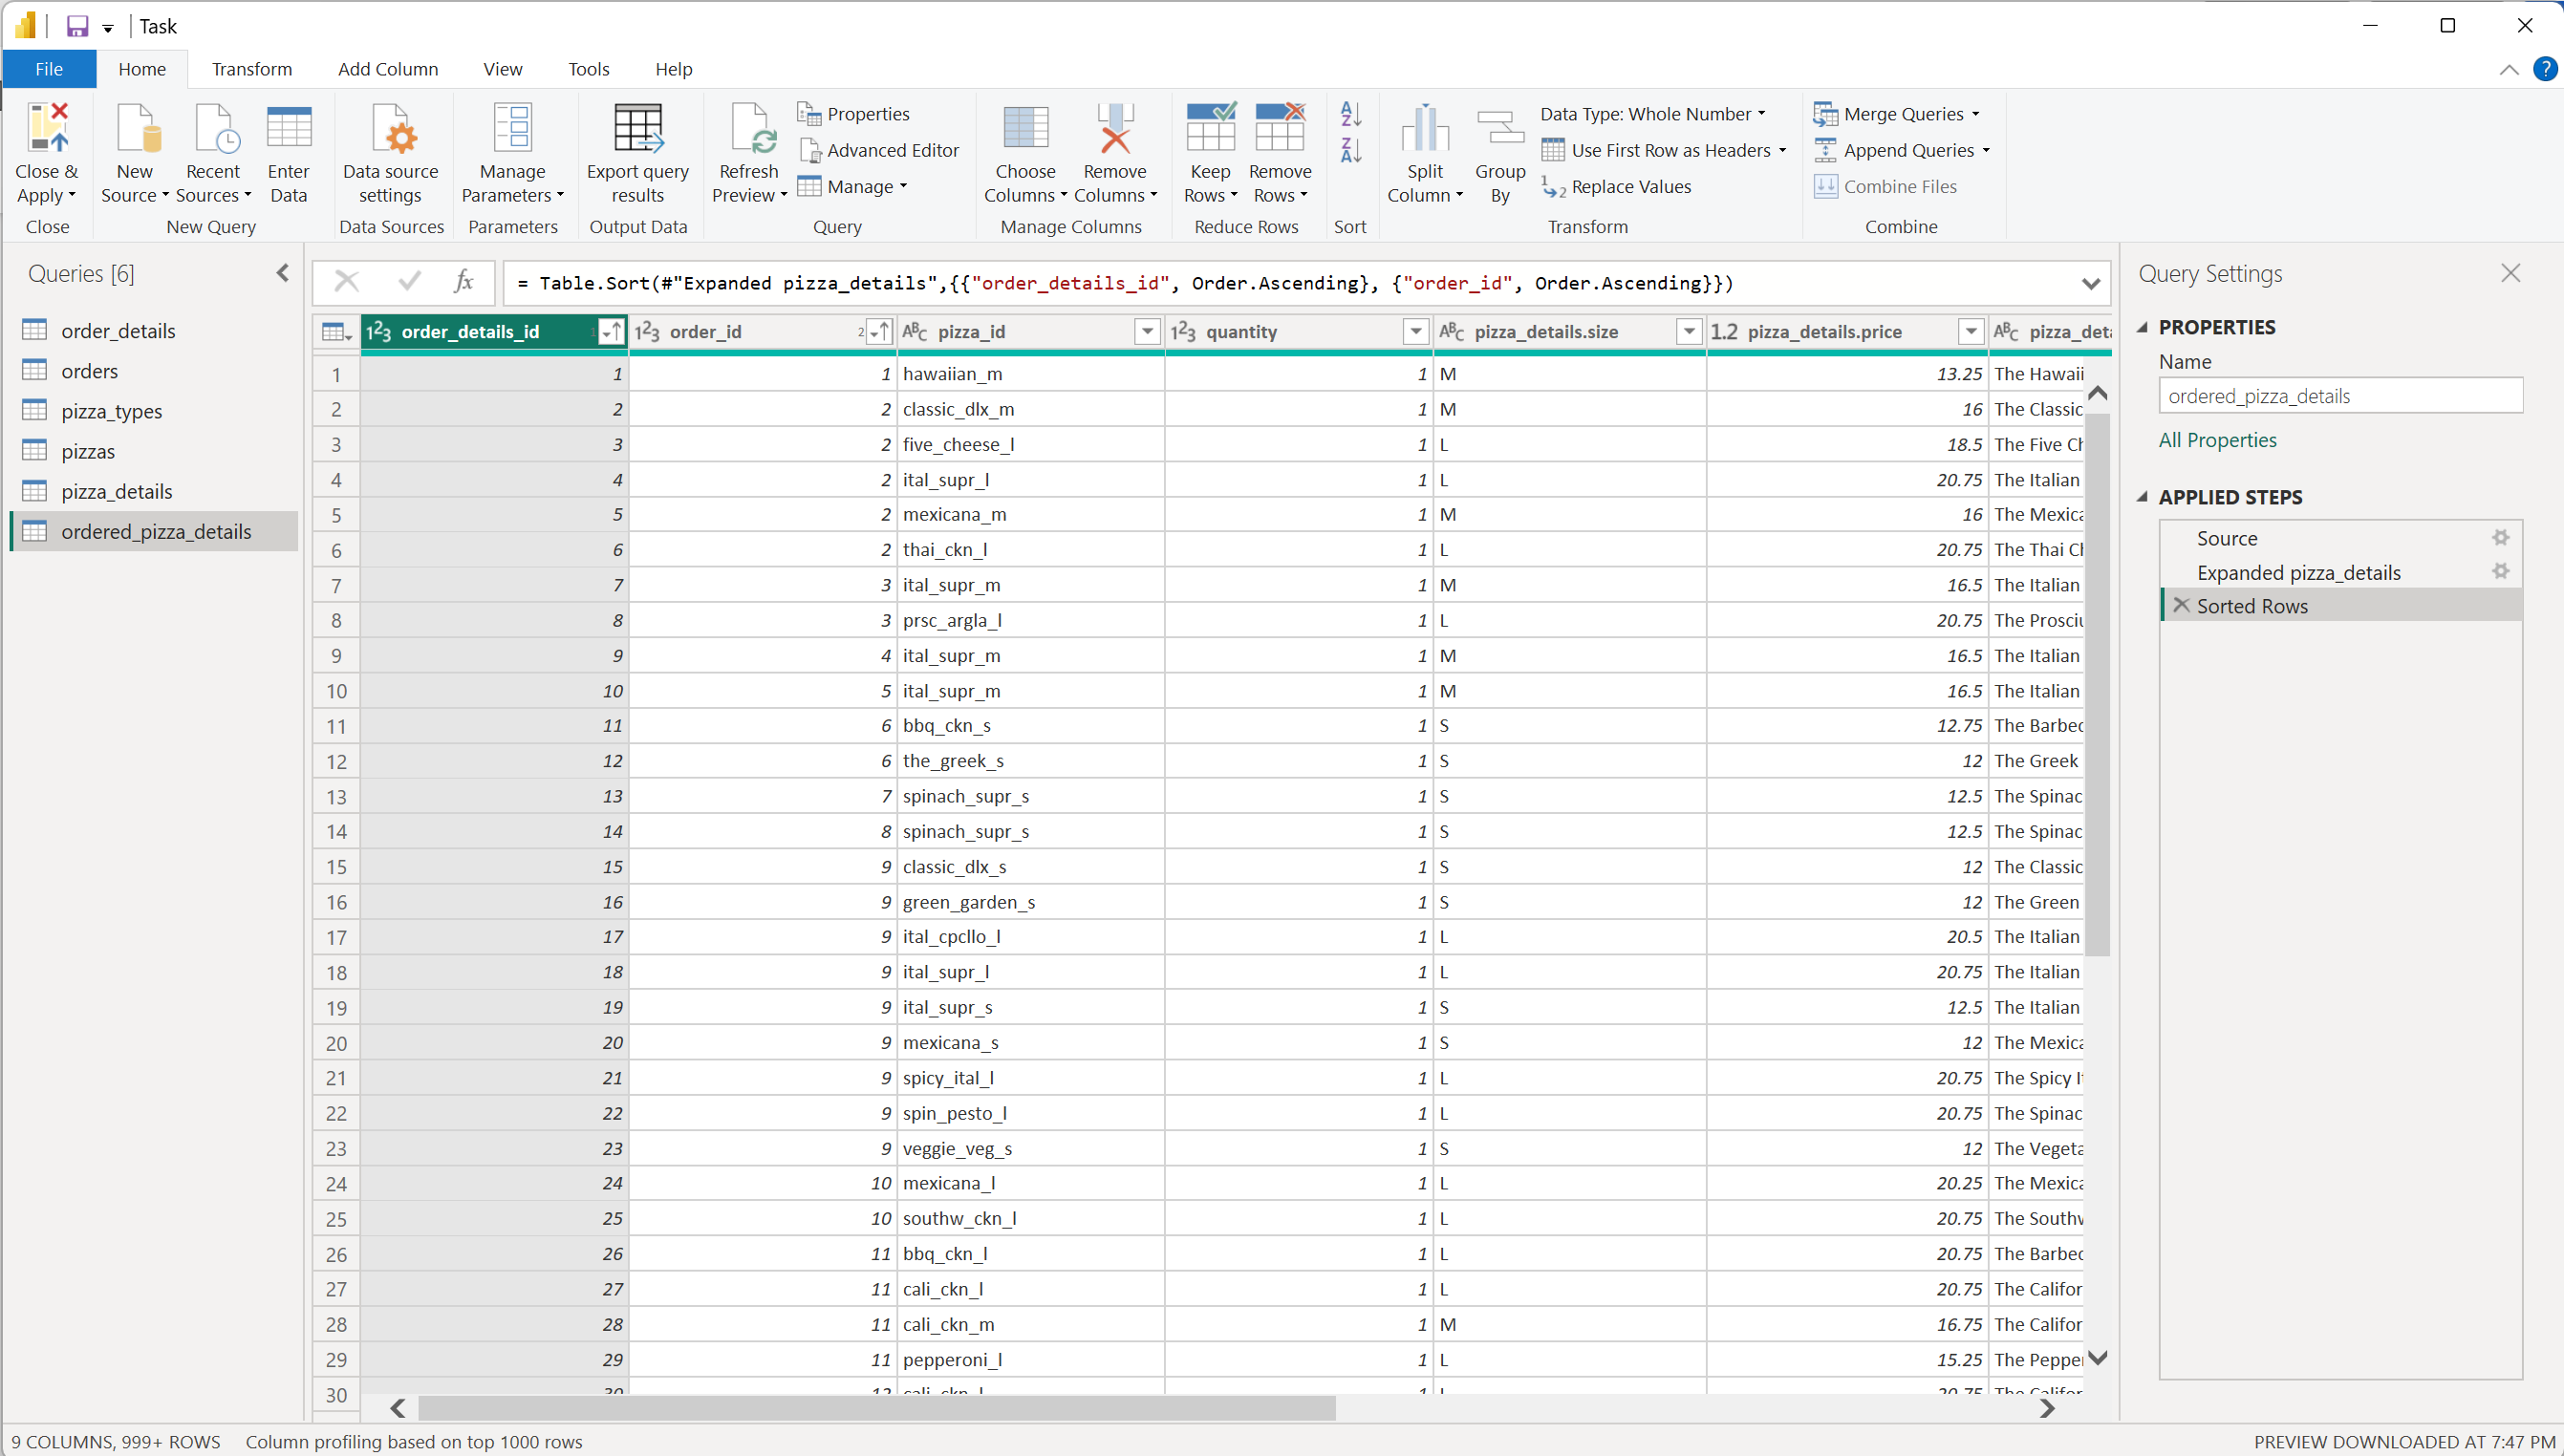 Task
File Home Transform Add Column View Tools Help
Close & Apply
New Source
Recent Sources
Enter Data
Data source settings
Manage Parameters
Export query results
Refresh Preview
Properties
Advanced Editor
Manage
Choose Columns
Remove Columns
Keep Rows
Remove Rows
Split Column
Group By
Data Type: Whole Number
Use First Row as Headers
Replace Values
Merge Queries
Append Queries
Combine Files
Close New Query Data Sources Parameters Output Data Query Manage Columns Reduce Rows Sort Transform Combine
Queries [6]
order_details
orders
pizza_types
pizzas
pizza_details
ordered_pizza_details
= Table.Sort(#"Expanded pizza_details",{{"order_details_id", Order.Ascending}, {"order_id", Order.Ascending}})
order_details_id order_id pizza_id quantity pizza_details.size pizza_details.price
1 1 1 hawaiian_m 1 M 13.25 The Hawaii
2 2 2 classic_dlx_m 1 M 16 The Classic
3 3 2 five_cheese_l 1 L 18.5 The Five Ch
4 4 2 ital_supr_l 1 L 20.75 The Italian
5 5 2 mexicana_m 1 M 16 The Mexica
6 6 2 thai_ckn_l 1 L 20.75 The Thai Ch
7 7 3 ital_supr_m 1 M 16.5 The Italian
8 8 3 prsc_argla_l 1 L 20.75 The Prosciu
9 9 4 ital_supr_m 1 M 16.5 The Italian
10 10 5 ital_supr_m 1 M 16.5 The Italian
11 11 6 bbq_ckn_s 1 S 12.75 The Barbec
12 12 6 the_greek_s 1 S 12 The Greek
13 13 7 spinach_supr_s 1 S 12.5 The Spinac
14 14 8 spinach_supr_s 1 S 12.5 The Spinac
15 15 9 classic_dlx_s 1 S 12 The Classic
16 16 9 green_garden_s 1 S 12 The Green
17 17 9 ital_cpcllo_l 1 L 20.5 The Italian
18 18 9 ital_supr_l 1 L 20.75 The Italian
19 19 9 ital_supr_s 1 S 12.5 The Italian
20 20 9 mexicana_s 1 S 12 The Mexica
21 21 9 spicy_ital_l 1 L 20.75 The Spicy It
22 22 9 spin_pesto_l 1 L 20.75 The Spinac
23 23 9 veggie_veg_s 1 S 12 The Vegeta
24 24 10 mexicana_l 1 L 20.25 The Mexica
25 25 10 southw_ckn_l 1 L 20.75 The Southw
26 26 11 bbq_ckn_l 1 L 20.75 The Barbec
27 27 11 cali_ckn_l 1 L 20.75 The Califor
28 28 11 cali_ckn_m 1 M 16.75 The Califor
29 29 11 pepperoni_l 1 L 15.25 The Pepper
30
Query Settings
PROPERTIES
Name
ordered_pizza_details
All Properties
APPLIED STEPS
Source
Expanded pizza_details
Sorted Rows
9 COLUMNS, 999+ ROWS Column profiling based on top 1000 rows
PREVIEW DOWNLOADED AT 7:47 PM